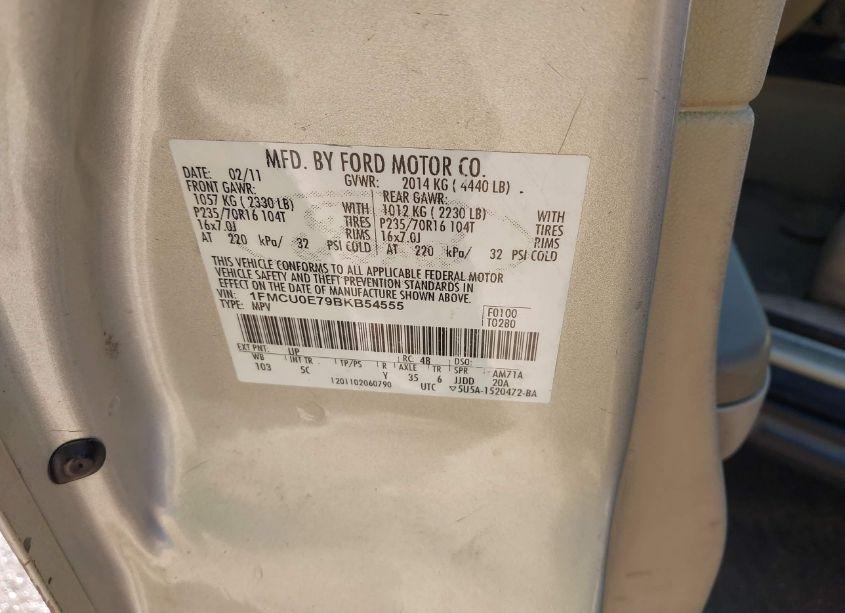 MFD. BY FORD MOTOR CO.
DATE: 02/11 GVWR: 2014 KG ( 4440 LB)
FRONT GAWR: REAR GAWR:
1057 KG ( 2330 LB) WITH 1012 KG ( 2230 LB) WITH
P235/70R16 104T TIRES P235/70R16 104T TIRES
16x7.0J RIMS 16x7.0J RIMS
AT 220 kPa/ 32 PSI COLD AT 220 kPa/ 32 PSI COLD
THIS VEHICLE CONFORMS TO ALL APPLICABLE FEDERAL MOTOR
VEHICLE SAFETY AND THEFT PREVENTION STANDARDS IN
EFFECT ON THE DATE OF MANUFACTURE SHOWN ABOVE.
VIN: 1FMCU0E79BKB54555 F0100
TYPE: MPV T0280
EXT PNT: UP RC: 48 DSO:
WB INT TR TP/PS R AXLE TR SPR AM71A
103 5C Y 35 6 JJDD 20A
1201102060790 UTC ▽5U5A-1520472-BA